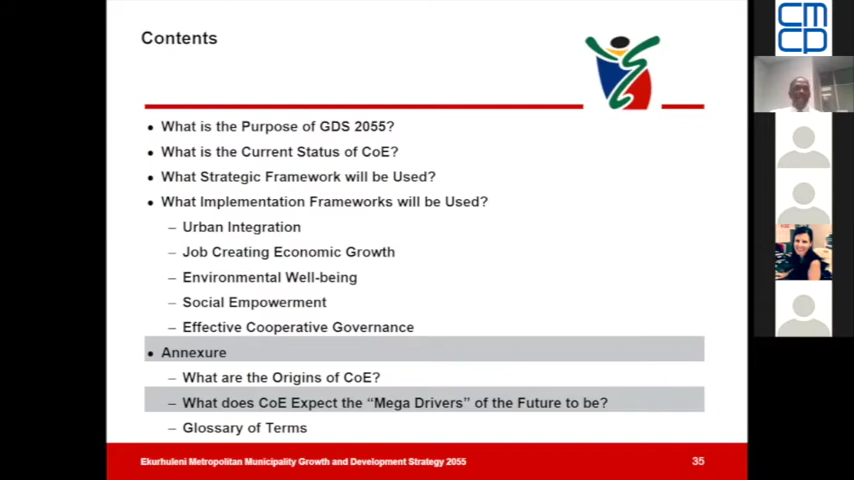 Contents
• What is the Purpose of GDS 2055?
• What is the Current Status of CoE?
• What Strategic Framework will be Used?
• What Implementation Frameworks will be Used?
– Urban Integration
– Job Creating Economic Growth
– Environmental Well-being
– Social Empowerment
– Effective Cooperative Governance
• Annexure
– What are the Origins of CoE?
– What does CoE Expect the “Mega Drivers” of the Future to be?
– Glossary of Terms
Ekurhuleni Metropolitan Municipality Growth and Development Strategy 2055 35
cm
cp